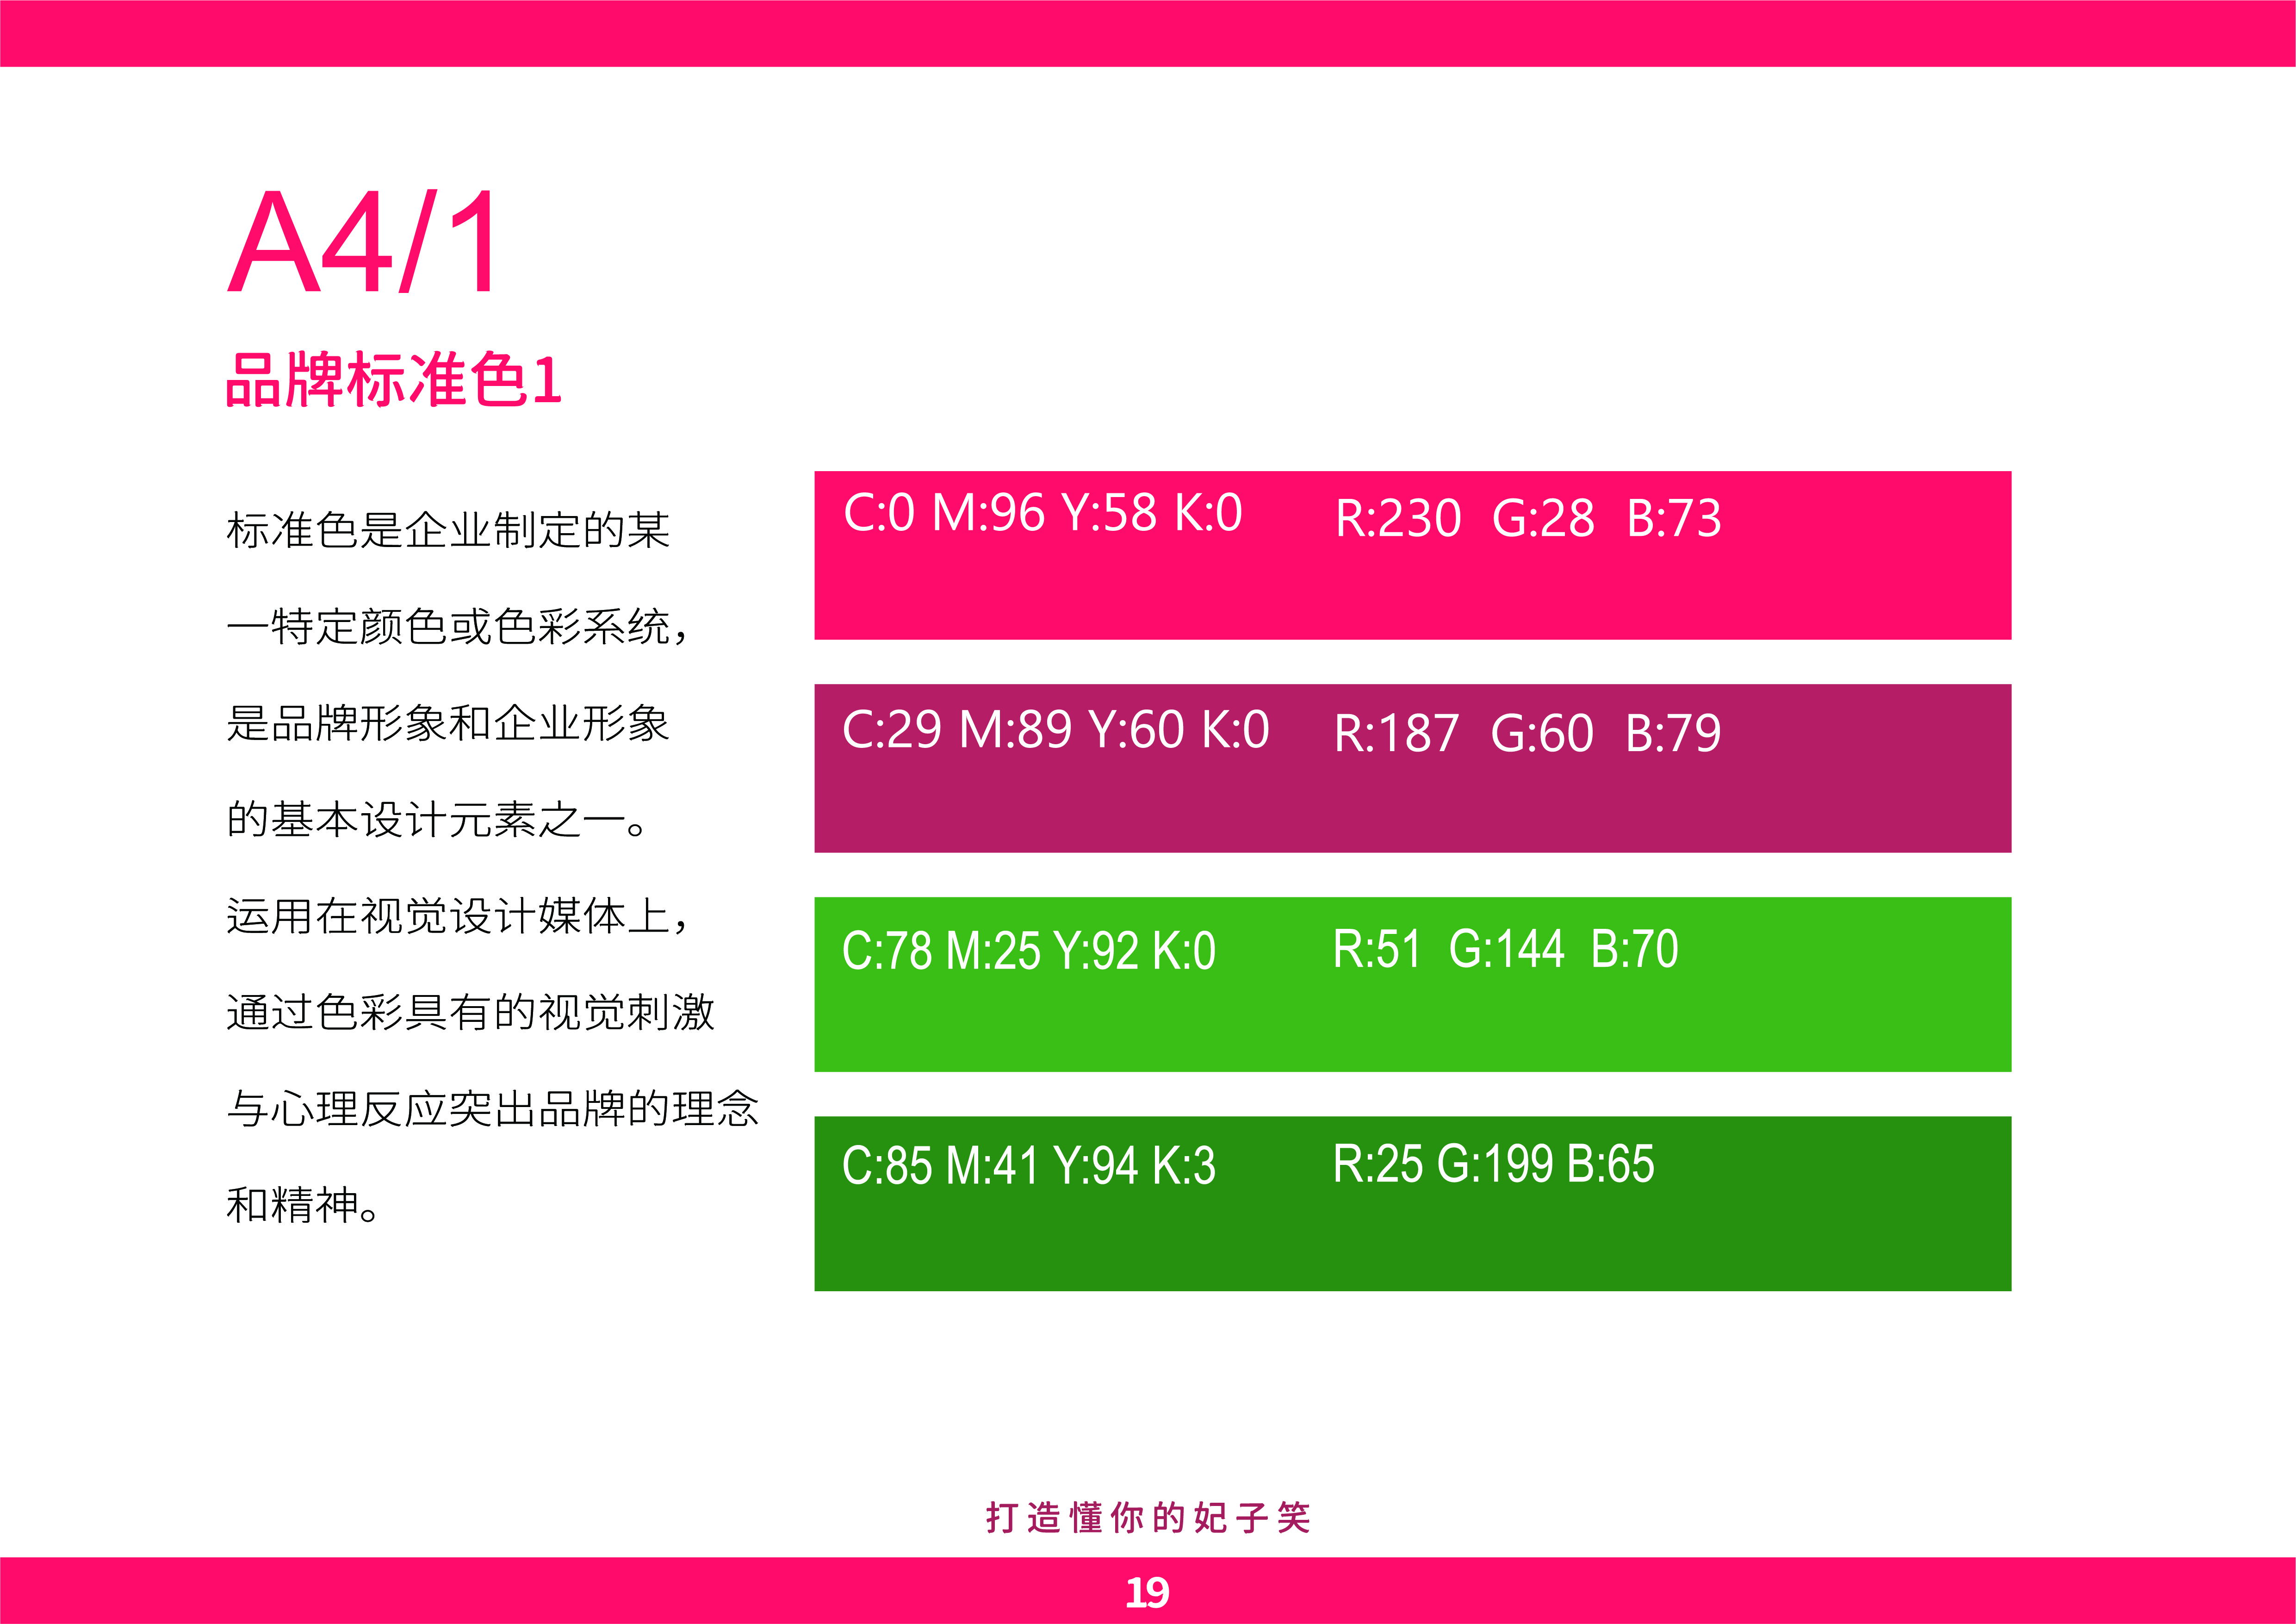 A4/1
品牌标准色1
标准色是企业制定的某
一特定颜色或色彩系统，
是品牌形象和企业形象
的基本设计元素之一。
运用在视觉设计媒体上，
通过色彩具有的视觉刺激
与心理反应突出品牌的理念
和精神。
C:0 M:96 Y:58 K:0 R:230 G:28 B:73
C:29 M:89 Y:60 K:0 R:187 G:60 B:79
C:78 M:25 Y:92 K:0 R:51 G:144 B:70
C:85 M:41 Y:94 K:3 R:25 G:199 B:65
打造懂你的妃子笑
19